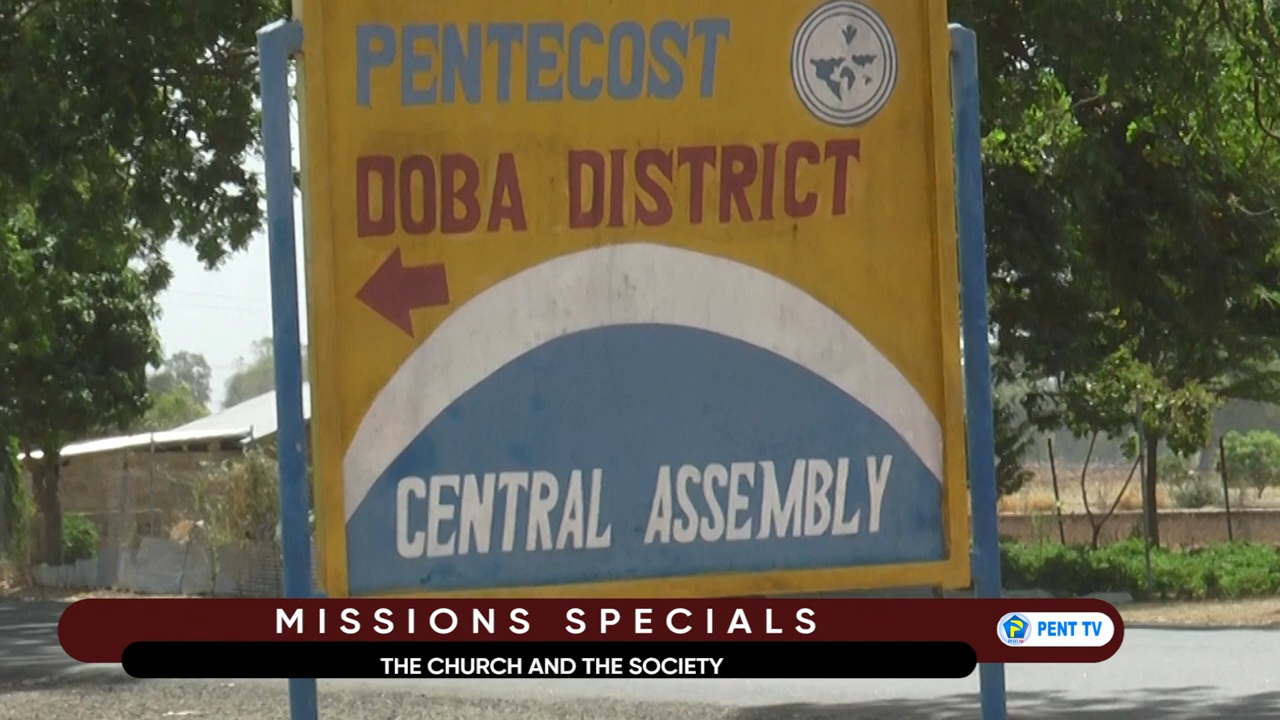 PENTECOST
DOBA DISTRICT
CENTRAL ASSEMBLY
MISSIONS SPECIALS
PENT TV
THE CHURCH AND THE SOCIETY